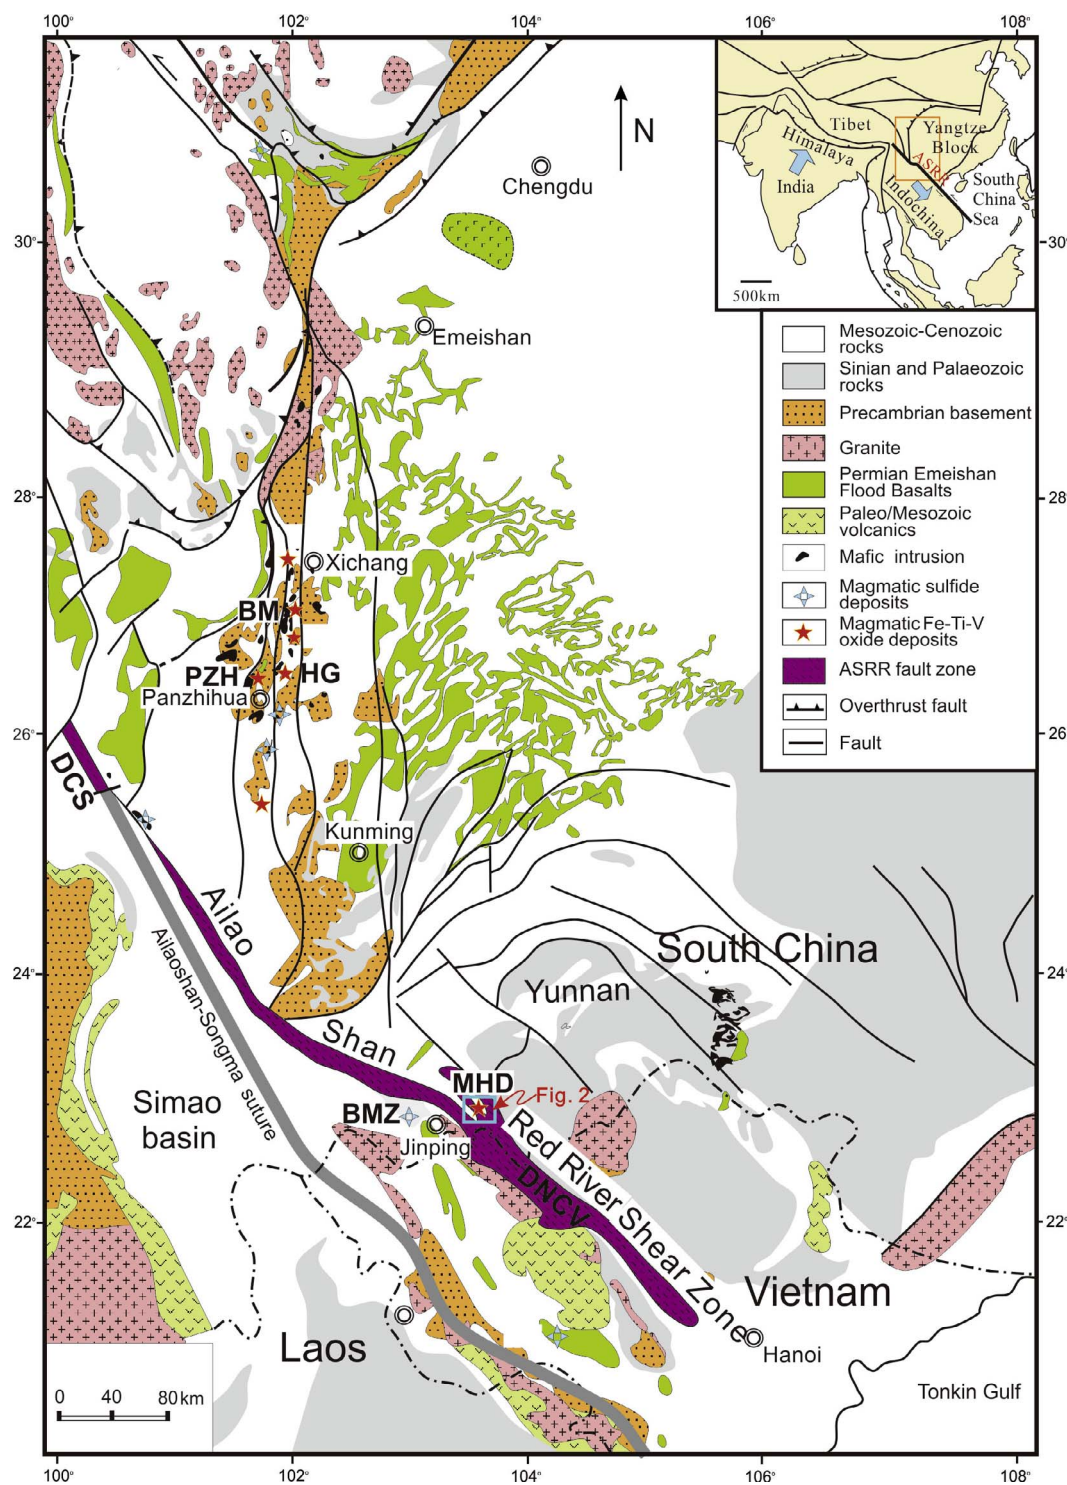 100°
102°
104°
106°
108°
N
Chengdu
Tibet
Yangtze
Block
Himalaya
ASRR
India
Indochina
South
China
Sea
500km
30°
30°
Emeishan
Mesozoic-Cenozoic
rocks
Sinian and Palaeozoic
rocks
Precambrian basement
Granite
Permian Emeishan
Flood Basalts
Paleo/Mesozoic
volcanics
Mafic intrusion
Magmatic sulfide
deposits
Magmatic Fe-Ti-V
oxide deposits
ASRR fault zone
Overthrust fault
Fault
28°
28°
Xichang
BM
PZH
HG
Panzhihua
26°
26°
DCS
Kunming
Ailao
Shan
Ailaoshan-Songma suture
South China
Yunnan
24°
24°
MHD
Fig. 2
BMZ
Jinping
Simao
basin
Red River Shear Zone
DNCV
22°
22°
Vietnam
Laos
Hanoi
Tonkin Gulf
0 40 80km
100°
102°
104°
106°
108°